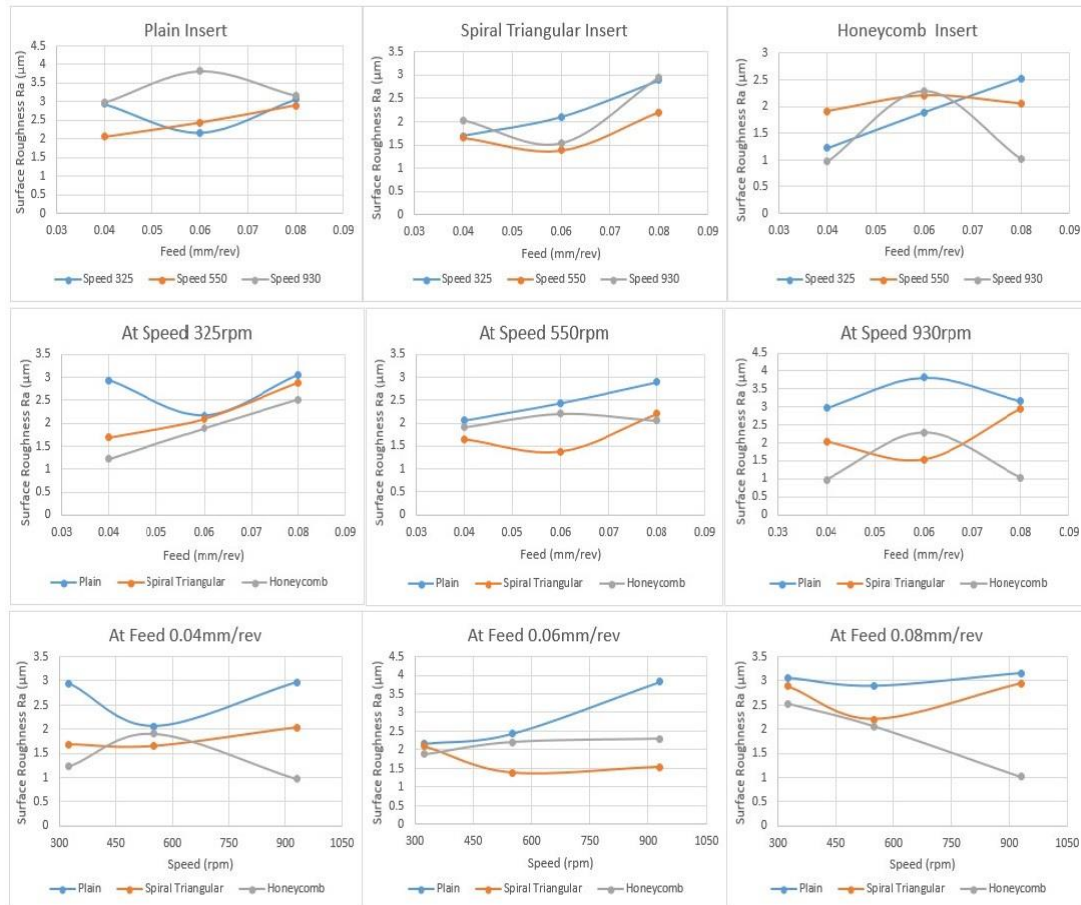 Plain Insert
Surface Roughness Ra (µm)
4.5
4
3.5
3
2.5
2
1.5
1
0.5
0
0.03 0.04 0.05 0.06 0.07 0.08 0.09
Feed (mm/rev)
Speed 325 Speed 550 Speed 930
Spiral Triangular Insert
Surface Roughness Ra (µm)
3.5
3
2.5
2
1.5
1
0.5
0
0.03 0.04 0.05 0.06 0.07 0.08 0.09
Feed (mm/rev)
Speed 325 Speed 550 Speed 930
Honeycomb Insert
Surface Roughness Ra (µm)
3
2.5
2
1.5
1
0.5
0
0.03 0.04 0.05 0.06 0.07 0.08 0.09
Feed (mm/rev)
Speed 325 Speed 550 Speed 930
At Speed 325rpm
Surface Roughness Ra (µm)
3.5
3
2.5
2
1.5
1
0.5
0
0.03 0.04 0.05 0.06 0.07 0.08 0.09
Feed (mm/rev)
Plain Spiral Triangular Honeycomb
At Speed 550rpm
Surface Roughness Ra (µm)
3.5
3
2.5
2
1.5
1
0.5
0
0.03 0.04 0.05 0.06 0.07 0.08 0.09
Feed (mm/rev)
Plain Spiral Triangular Honeycomb
At Speed 930rpm
Surface Roughness Ra (µm)
4.5
4
3.5
3
2.5
2
1.5
1
0.5
0
0.03 0.04 0.05 0.06 0.07 0.08 0.09
Feed (mm/rev)
Plain Spiral Triangular Honeycomb
At Feed 0.04mm/rev
Surface Roughness Ra (µm)
3.5
3
2.5
2
1.5
1
0.5
0
300 450 600 750 900 1050
Speed (rpm)
Plain Spiral Triangular Honeycomb
At Feed 0.06mm/rev
Surface Roughness Ra (µm)
4.5
4
3.5
3
2.5
2
1.5
1
0.5
0
300 450 600 750 900 1050
Speed (rpm)
Plain Spiral Triangular Honeycomb
At Feed 0.08mm/rev
Surface Roughness Ra (µm)
3.5
3
2.5
2
1.5
1
0.5
0
300 450 600 750 900 1050
Speed (rpm)
Plain Spiral Triangular Honeycomb